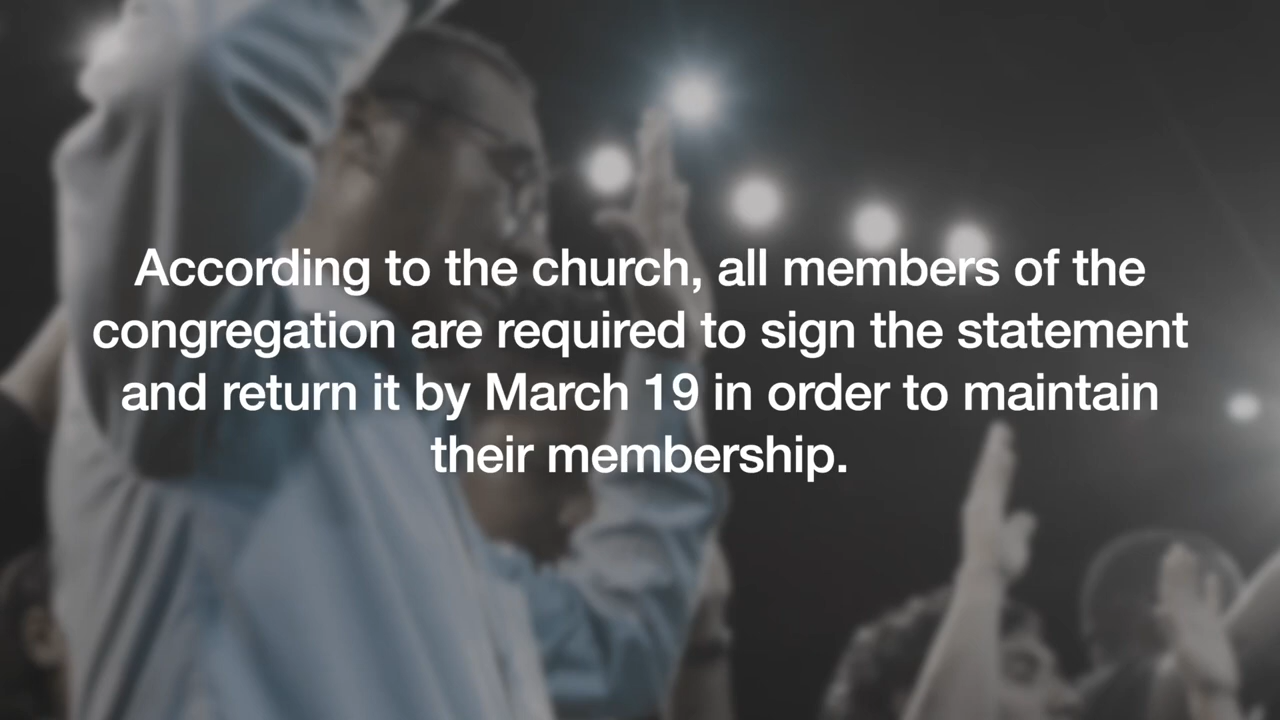 According to the church, all members of the
congregation are required to sign the statement
and return it by March 19 in order to maintain
their membership.